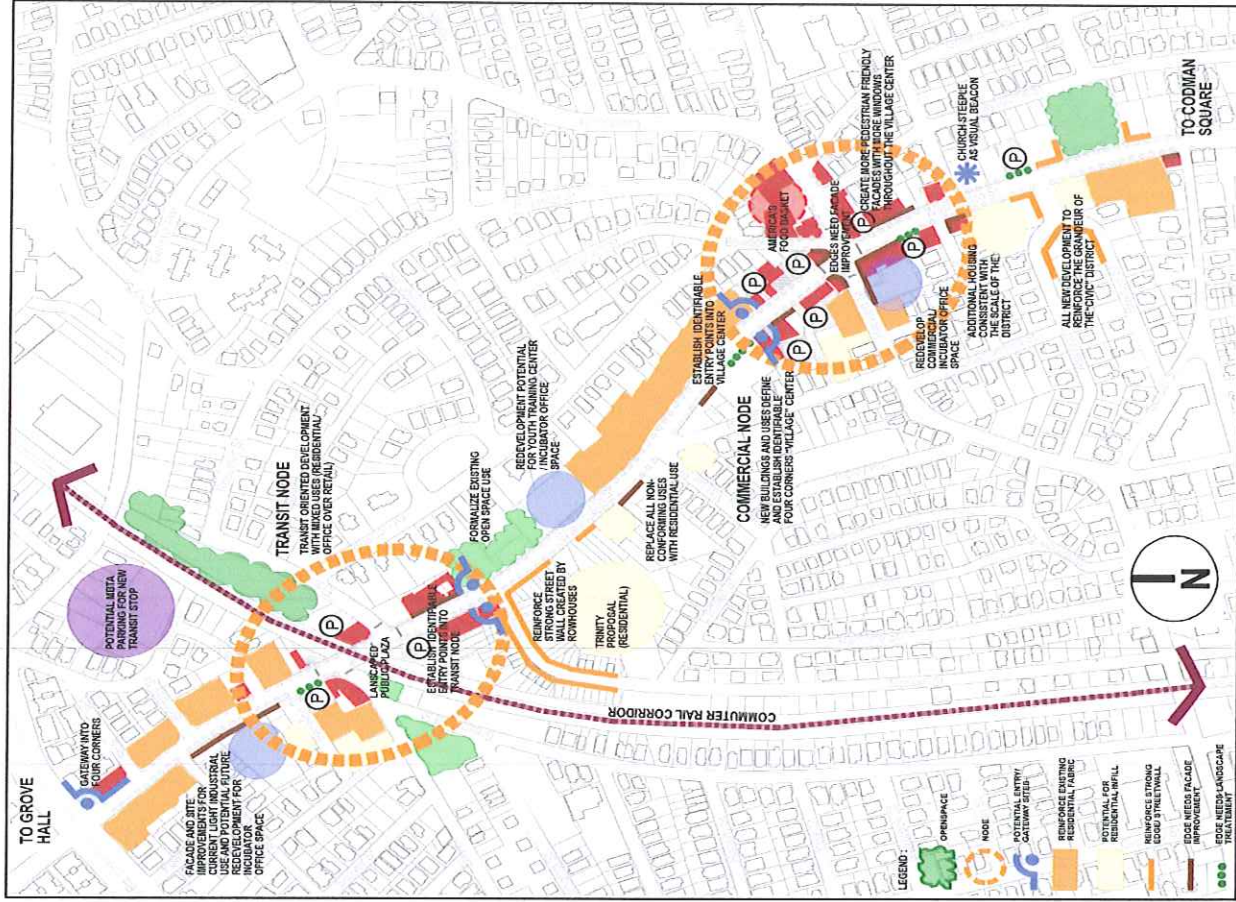 TO GROVE
HALL
GATEWAY INTO
FOUR CORNERS
FACADE AND SITE
IMPROVEMENTS FOR
CURRENT LIGHT INDUSTRIAL
USE AND POTENTIAL FUTURE
REDEVELOPMENT FOR
INCUBATOR
OFFICE SPACE
POTENTIAL MBTA
PARKING FOR NEW
TRANSIT STOP
TRANSIT NODE
TRANSIT ORIENTED DEVELOPMENT
WITH MIXED USES (RESIDENTIAL/
OFFICE OVER RETAIL)
P
P
P
LANSCAPED
PUBLIC PLAZA
ESTABLISH IDENTIFIABLE
ENTRY POINTS INTO
TRANSIT NODE
FORMALIZE EXISTING
OPEN SPACE USE
REINFORCE
STRONG STREET
WALL CREATED BY
ROWHOUSES
TRINITY
PROPOSAL
(RESIDENTIAL)
COMMUTER RAIL CORRIDOR
REDEVELOPMENT POTENTIAL
FOR YOUTH TRAINING CENTER
/ INCUBATOR OFFICE
SPACE
REPLACE ALL NON-
CONFORMING USES
WITH RESIDENTIAL USE
COMMERCIAL NODE
NEW BUILDINGS AND USES DEFINE
AND ESTABLISH IDENTIFIABLE
FOUR CORNERS "VILLAGE" CENTER
ESTABLISH IDENTIFIABLE
ENTRY POINTS INTO
VILLAGE CENTER
AMERICA'S
FOOD BASKET
P
P
P
P
P
P
EDGES NEED FACADE
IMPROVEMENT
CREATE MORE PEDESTRIAN FRIENDLY
FACADES WITH MORE WINDOWS
THROUGHOUT THE VILLAGE CENTER
REDEVELOP
COMMERCIAL/
INCUBATOR OFFICE
SPACE
ADDITIONAL HOUSING
CONSISTENT WITH
THE SCALE OF THE
DISTRICT
CHURCH STEEPLE
AS VISUAL BEACON
P
ALL NEW DEVELOPMENT TO
REINFORCE THE GRANDEUR OF
THE "CIVIC" DISTRICT
TO CODMAN
SQUARE
N
LEGEND :
OPENSPACE
NODE
POTENTIAL ENTRY/
GATEWAY SITES-
REINFORCE EXISTING
RESIDENTIAL FABRIC
POTENTIAL FOR
RESIDENTIAL INFILL
REINFORCE STRONG
EDGE/STREETWALL
EDGE NEEDS FACADE
IMPROVEMENT
EDGE NEEDS LANDSCAPE
TREATEMENT